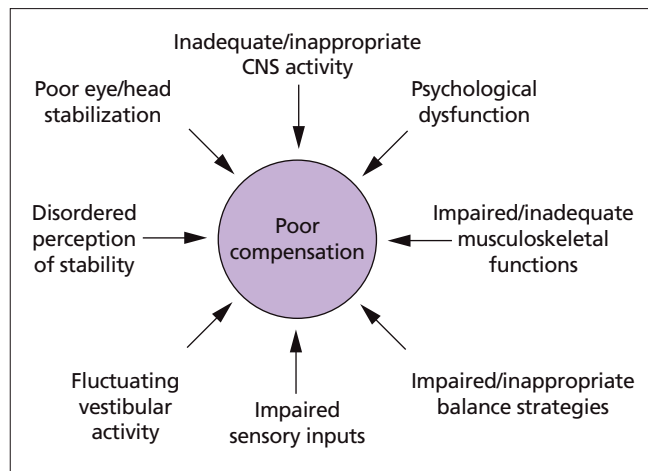 Inadequate/inappropriate
CNS activity
Poor eye/head
stabilization
Psychological
dysfunction
Disordered
perception
of stability
Poor
compensation
Impaired/inadequate
musculoskeletal
functions
Fluctuating
vestibular
activity
Impaired
sensory inputs
Impaired/inappropriate
balance strategies